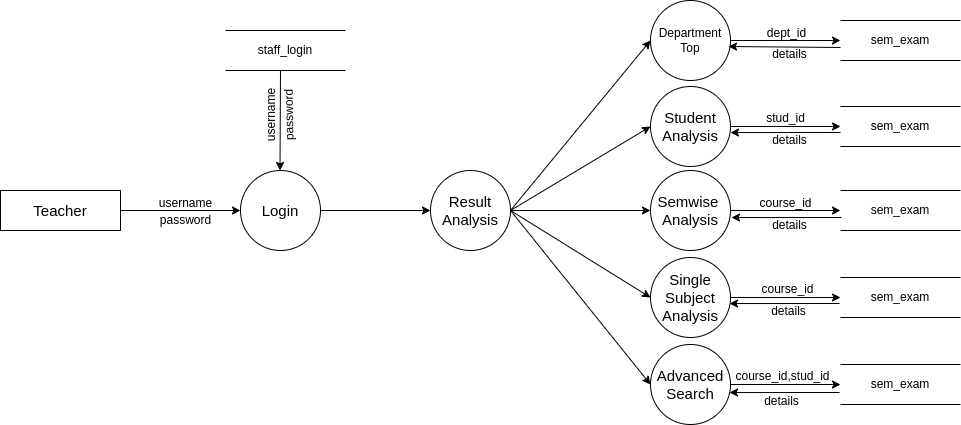 staff_login
username
password
Teacher
username
password
Login
Result
Analysis
Department
Top
dept_id
details
sem_exam
Student
Analysis
stud_id
details
sem_exam
Semwise
Analysis
course_id
details
sem_exam
Single
Subject
Analysis
course_id
details
sem_exam
Advanced
Search
course_id,stud_id
details
sem_exam